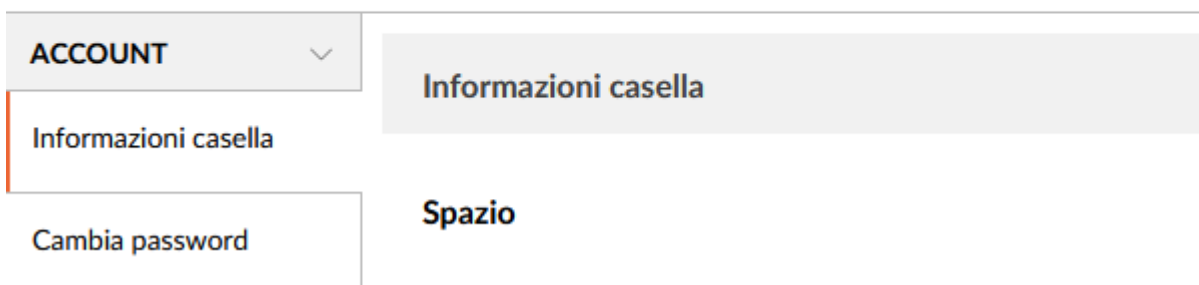 ACCOUNT
Informazioni casella
Cambia password
Informazioni casella
Spazio